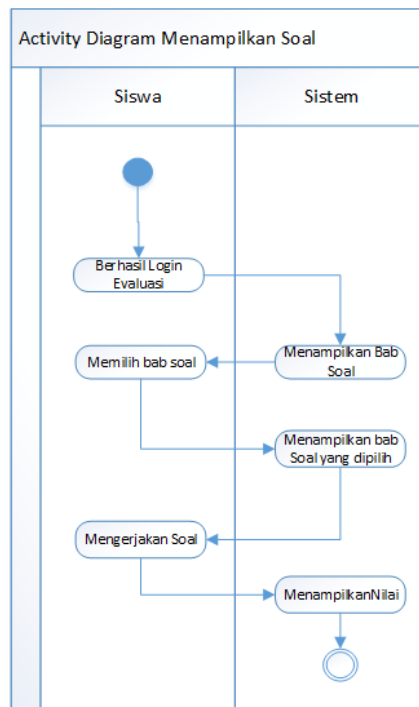 Activity Diagram Menampilkan Soal
Siswa
Sistem
Berhasil Login
Evaluasi
Menampilkan Bab
Soal
Memilih bab soal
Menampilkan bab
Soal yang dipilih
Mengerjakan Soal
MenampilkanNilai